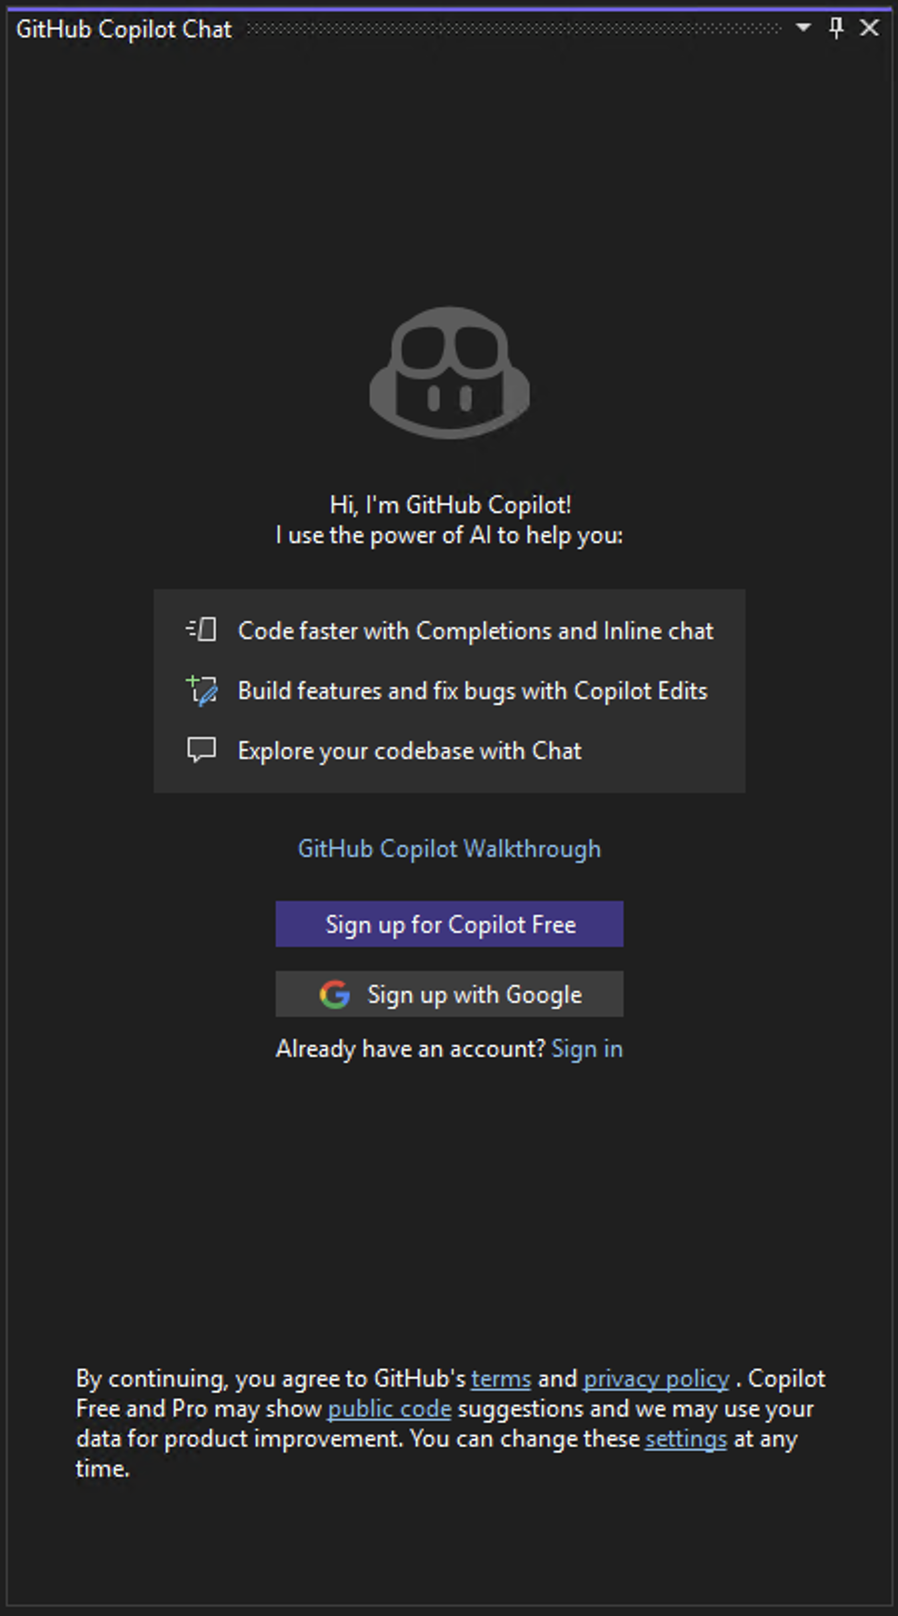 GitHub Copilot Chat
Hi, I'm GitHub Copilot!
I use the power of AI to help you:
Code faster with Completions and Inline chat
Build features and fix bugs with Copilot Edits
Explore your codebase with Chat
GitHub Copilot Walkthrough
Sign up for Copilot Free
Sign up with Google
Already have an account? Sign in
By continuing, you agree to GitHub's terms and privacy policy . Copilot
Free and Pro may show public code suggestions and we may use your
data for product improvement. You can change these settings at any
time.